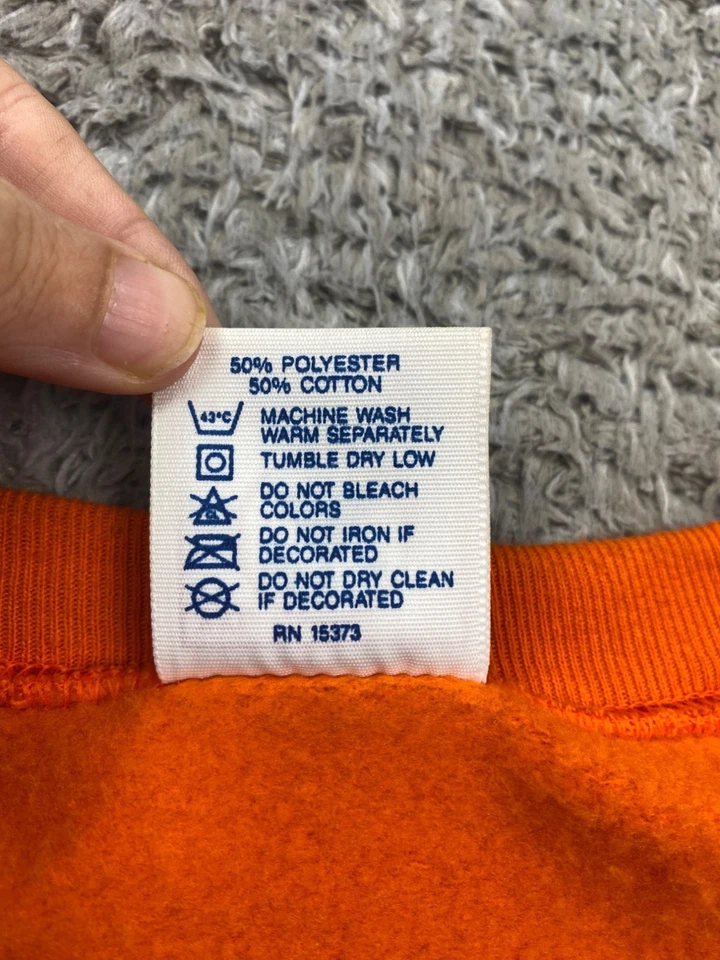 50% POLYESTER
50% COTTON
43°C
MACHINE WASH
WARM SEPARATELY
TUMBLE DRY LOW
DO NOT BLEACH
COLORS
DO NOT IRON IF
DECORATED
DO NOT DRY CLEAN
IF DECORATED
RN 15373